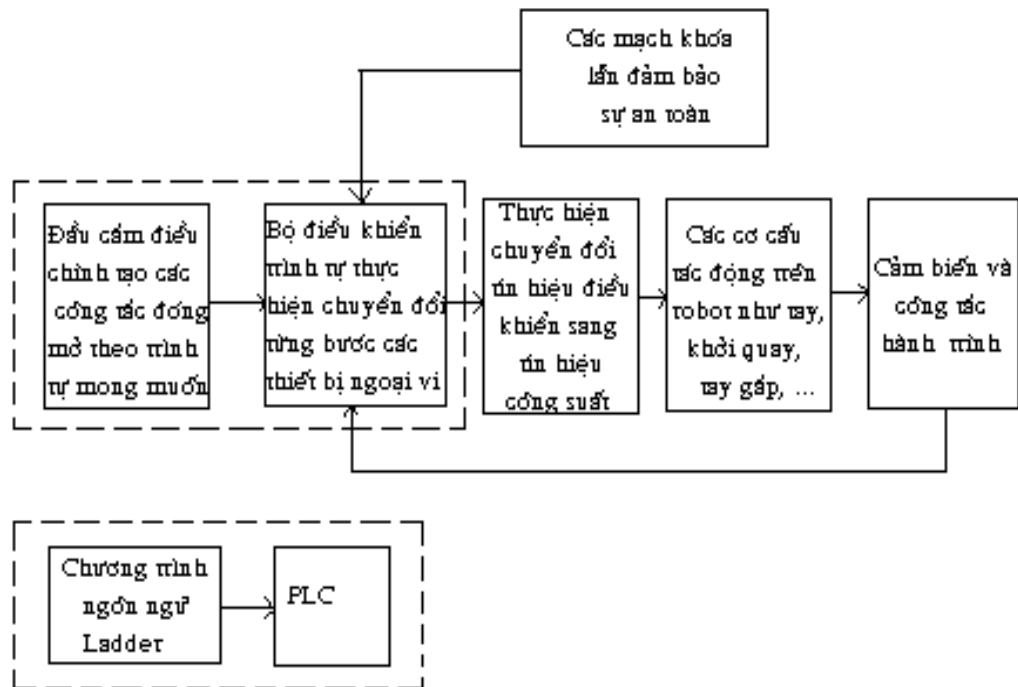 Các mạch khóa
lẫn đảm bảo
sự an toàn
Đầu cắm điều
chỉnh tạo các
công tắc đóng
mở theo trình
tự mong muốn
Bộ điều khiển
trình tự thực
hiện chuyển đổi
từng bước các
thiết bị ngoại vi
Thực hiện
chuyển đổi
tín hiệu điều
khiển sang
tín hiệu
công suất
Các cơ cấu
tác động trên
robot như tay,
khởi quay,
tay gắp, ...
Cảm biến và
công tắc
hành trình
Chương trình
ngôn ngữ
Ladder
PLC